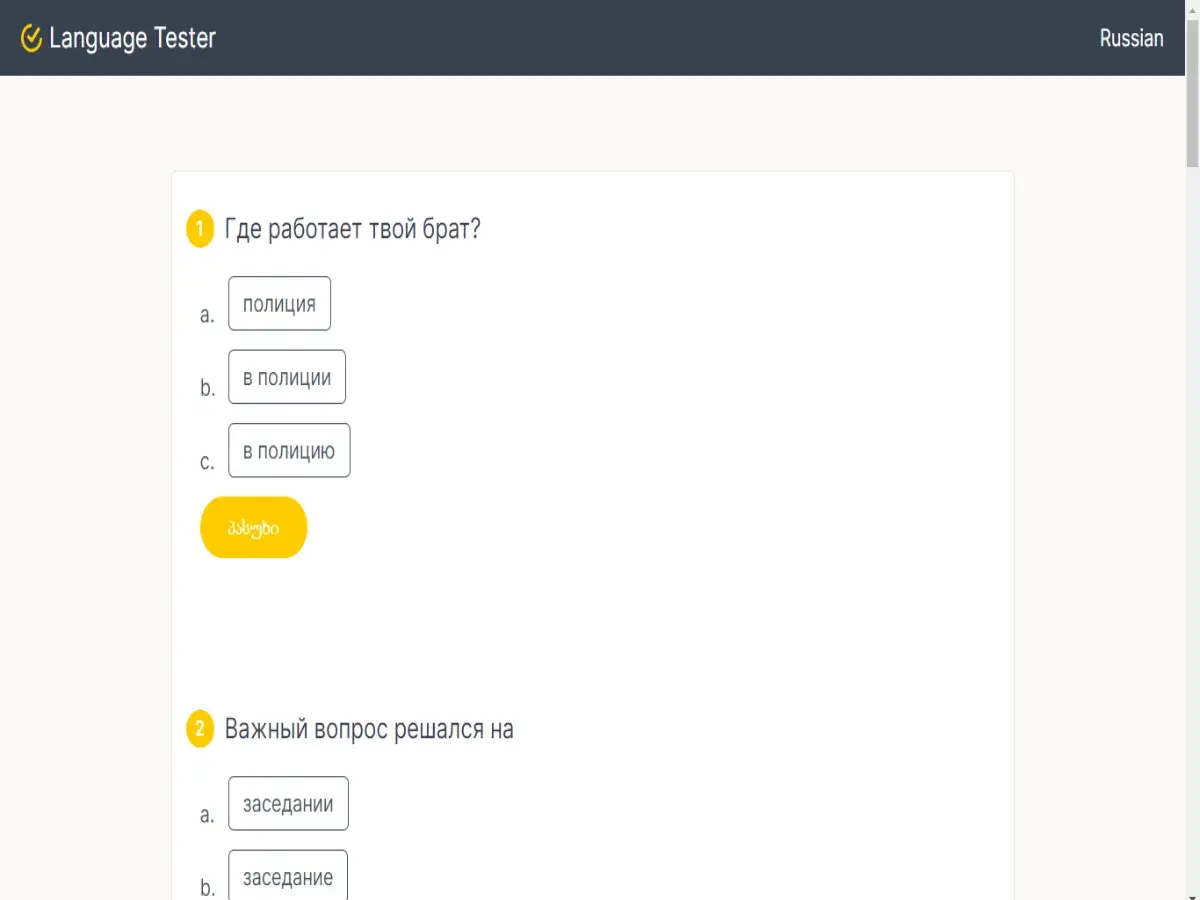 Language Tester
Russian
1 Где работает твой брат?
a. полиция
b. в полиции
c. в полицию
პასუხი
2 Важный вопрос решался на
a. заседании
b. заседание